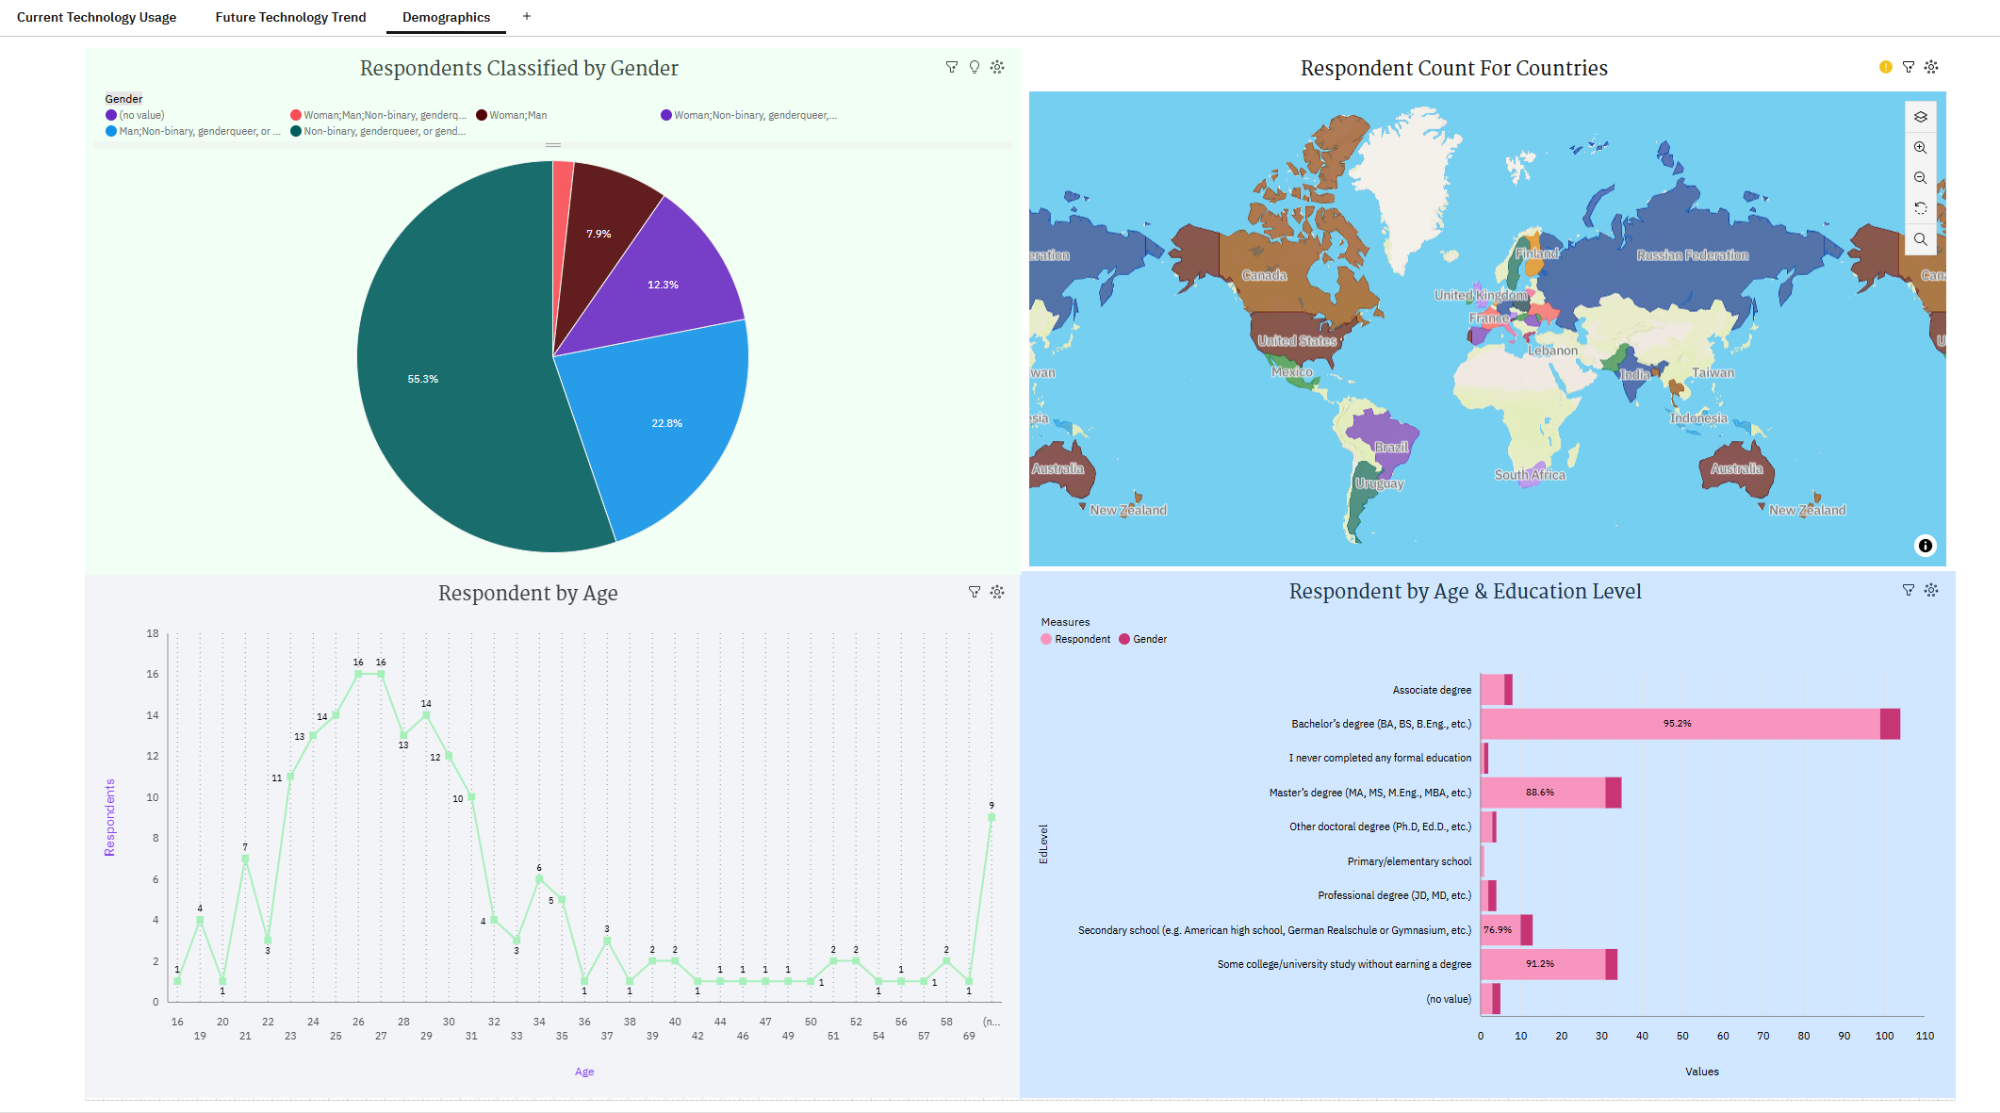 Current Technology Usage Future Technology Trend Demographics +
Respondents Classified by Gender
Gender
(no value) Woman;Man;Non-binary, genderq... Woman;Man Woman;Non-binary, genderqueer,...
Man;Non-binary, genderqueer, or ... Non-binary, genderqueer, or gend...
7.9%
12.3%
55.3%
22.8%
Respondent Count For Countries
eration Finland Russian Federation
Canada Can
United Kingdom
France
United States Lebanon U
wan Mexico India Taiwan
sia Indonesia
Brazil
Australia South Africa Australia
Uruguay
New Zealand New Zealand
Respondent by Age
Respondents
18
16
14
12
10
8
6
4
2
0
1 4 1 7 3 11 13 14 16 16 13 14 12 10 4 3 6 5 1 3 1 2 2 1 1 1 1 1 1 2 2 1 1 1 2 1 9
16 20 22 24 26 28 30 32 34 36 38 40 44 47 50 52 56 58 (n...
19 21 23 25 27 29 31 33 35 37 39 42 46 49 51 54 57 69
Age
Respondent by Age & Education Level
Measures
Respondent Gender
EdLevel
Associate degree
Bachelor's degree (BA, BS, B.Eng., etc.) 95.2%
I never completed any formal education
Master's degree (MA, MS, M.Eng., MBA, etc.) 88.6%
Other doctoral degree (Ph.D, Ed.D., etc.)
Primary/elementary school
Professional degree (JD, MD, etc.)
Secondary school (e.g. American high school, German Realschule or Gymnasium, etc.) 76.9%
Some college/university study without earning a degree 91.2%
(no value)
0 10 20 30 40 50 60 70 80 90 100 110
Values